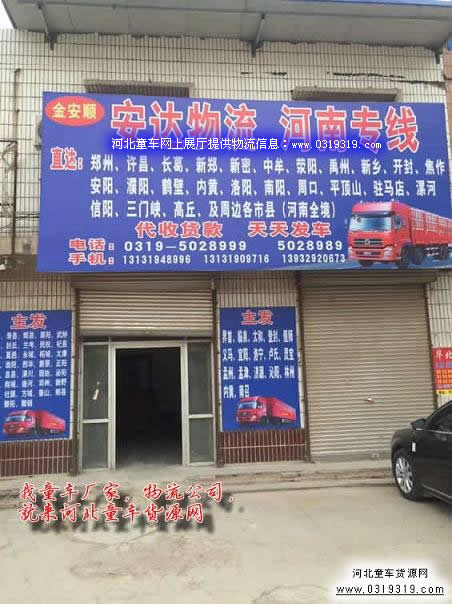 金安顺
安达物流 河南专线
河北童车网上展厅提供物流信息：www.0319319.com
直达：郑州、许昌、长葛、新郑、新密、中牟、荥阳、禹州、新乡、开封、焦作
安阳、濮阳、鹤壁、内黄、洛阳、南阳、周口、平顶山、驻马店、漯河
信阳、三门峡、商丘、及周边各市县（河南全境）
代收货款 天天发车
电话：0319-5028999 5028989
手机：13131948996 13131909716 13932920673
主发
主发
内黄、南召
找童车厂家，物流公司，
就来河北童车货源网
河北童车货源网
www.0319319.com